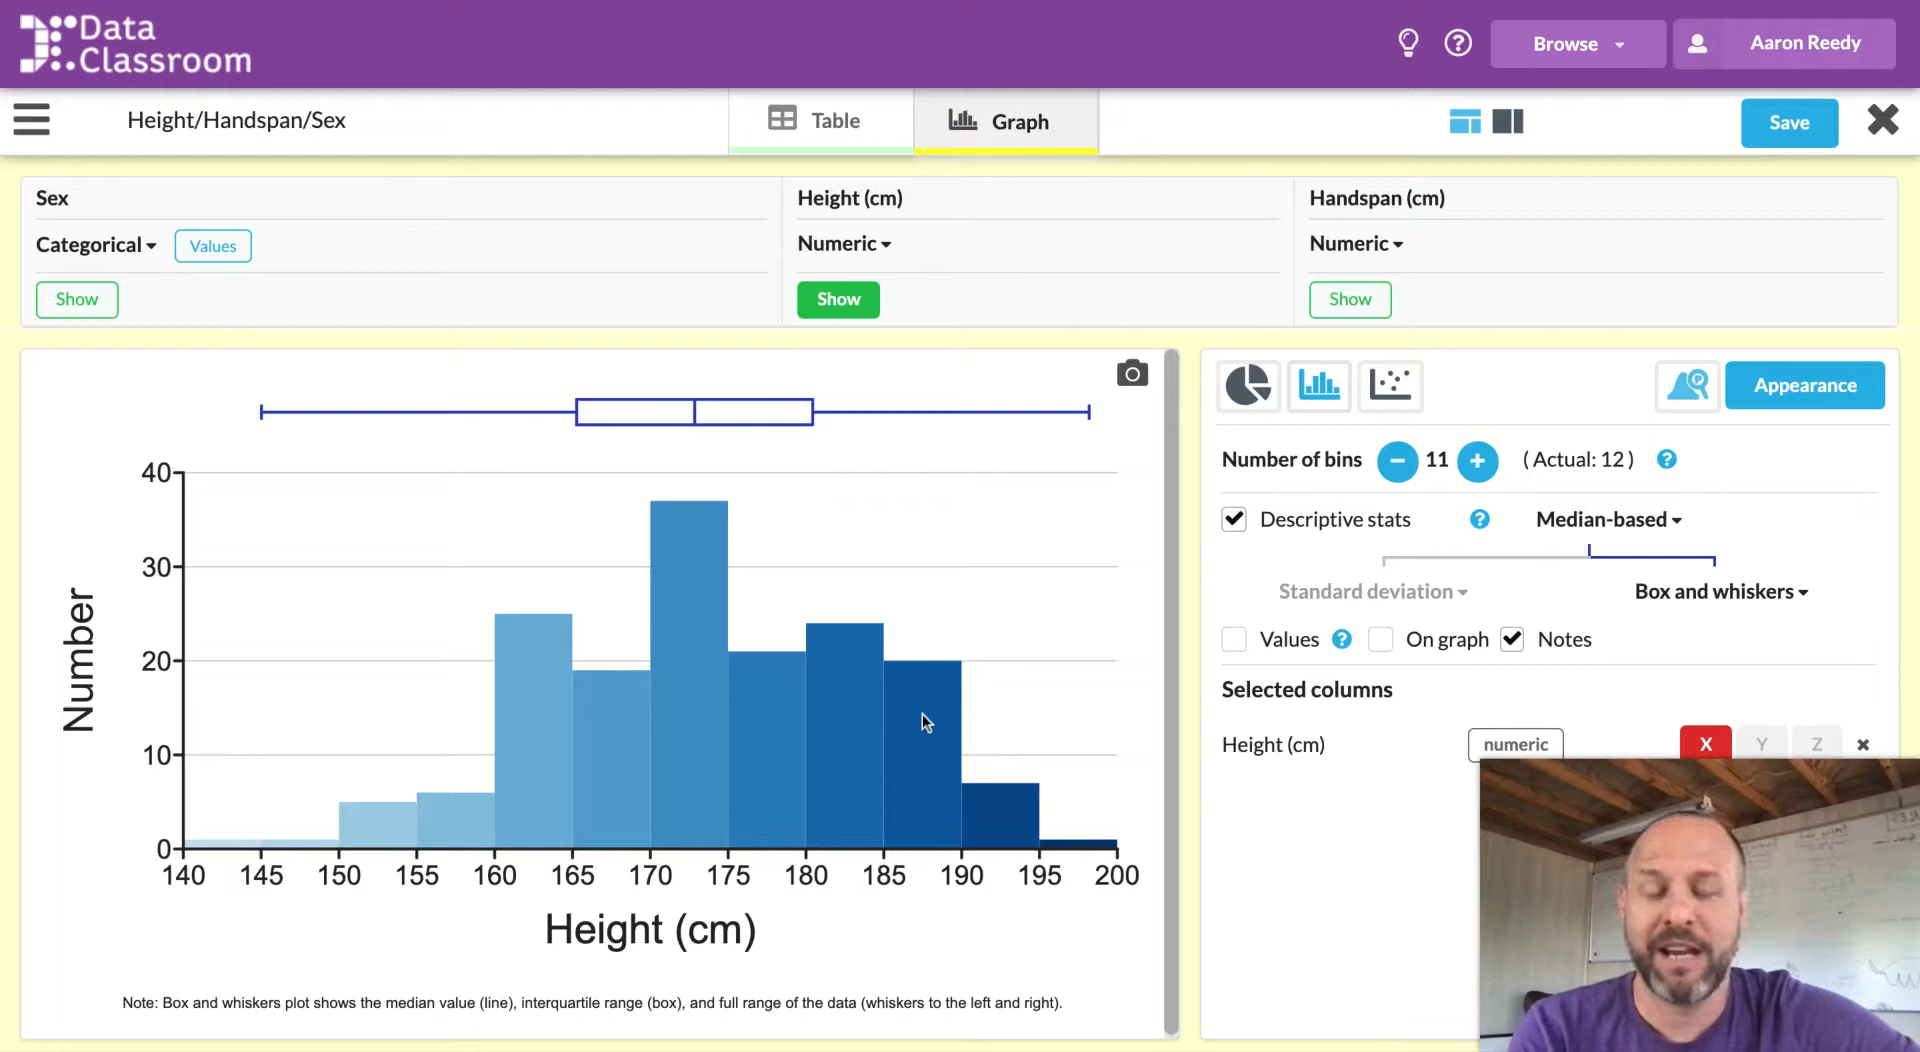 Data
Classroom
Browse
Aaron Reedy
Height/Handspan/Sex
Table
Graph
Save
Sex
Height (cm)
Handspan (cm)
Categorical
Values
Numeric
Numeric
Show
Show
Show
Appearance
Number of bins
11
( Actual: 12 )
Descriptive stats
Median-based
Standard deviation
Box and whiskers
Values
On graph
Notes
Selected columns
Height (cm)
numeric
X
Y
Z
40
30
20
10
0
Number
140 145 150 155 160 165 170 175 180 185 190 195 200
Height (cm)
Note: Box and whiskers plot shows the median value (line), interquartile range (box), and full range of the data (whiskers to the left and right).